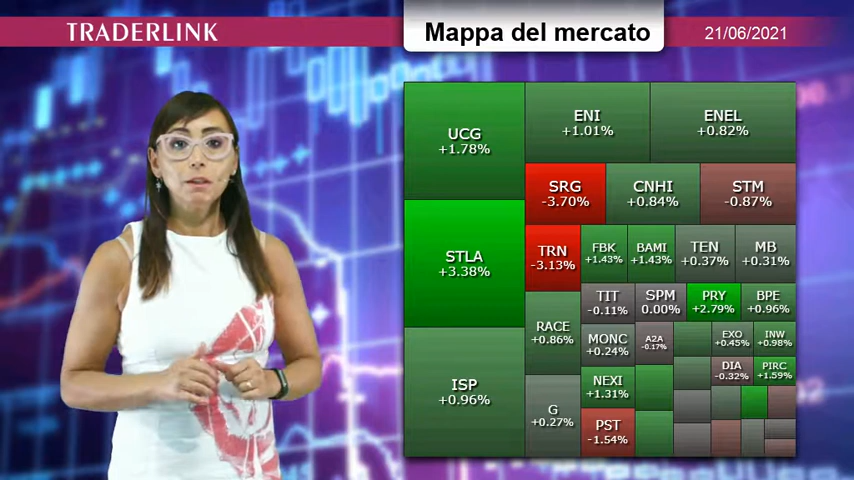 TRADERLINK
Mappa del mercato
21/06/2021
UCG
+1.78%
ENI
+1.01%
ENEL
+0.82%
SRG
-3.70%
CNHI
+0.84%
STM
-0.87%
STLA
+3.38%
TRN
-3.13%
FBK
+1.43%
BAMI
+1.43%
TEN
+0.37%
MB
+0.31%
TIT
-0.11%
SPM
0.00%
PRY
+2.79%
BPE
+0.96%
RACE
+0.86%
MONC
+0.24%
A2A
-0.17%
EXO
+0.45%
INW
+0.98%
DIA
-0.32%
PIRC
+1.59%
ISP
+0.96%
NEXI
+1.31%
G
+0.27%
PST
-1.54%